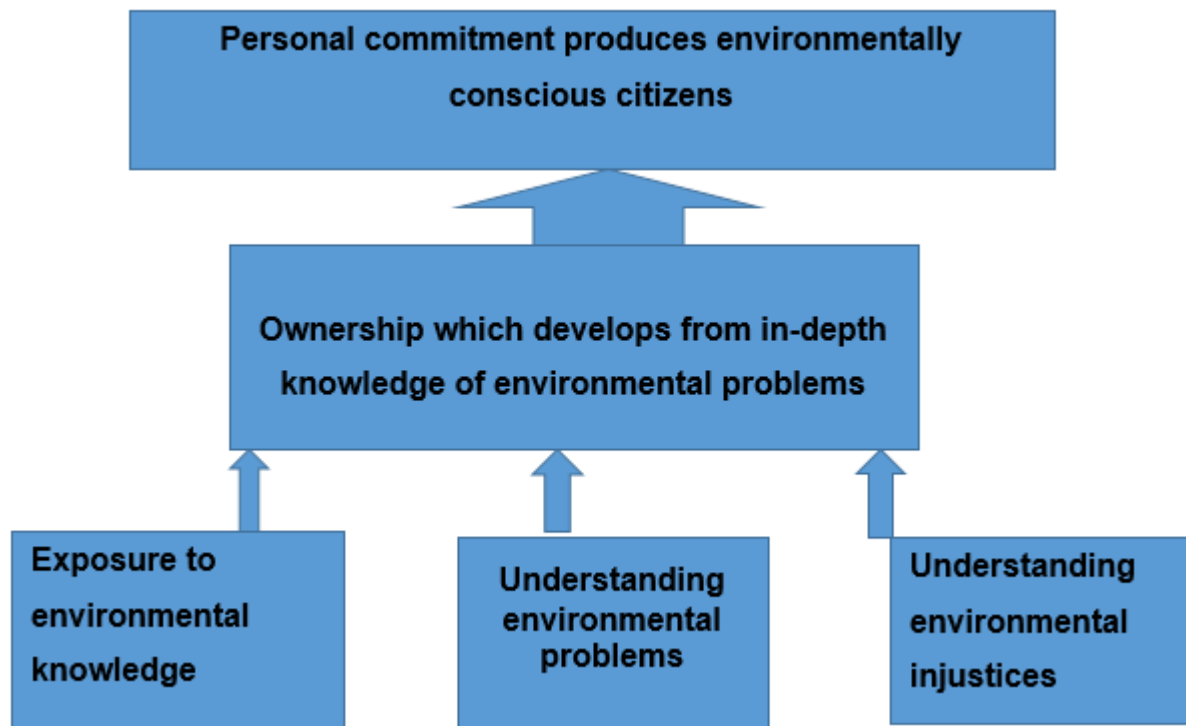 Personal commitment produces environmentally
conscious citizens
Ownership which develops from in-depth
knowledge of environmental problems
Exposure to
environmental
knowledge
Understanding
environmental
problems
Understanding
environmental
injustices